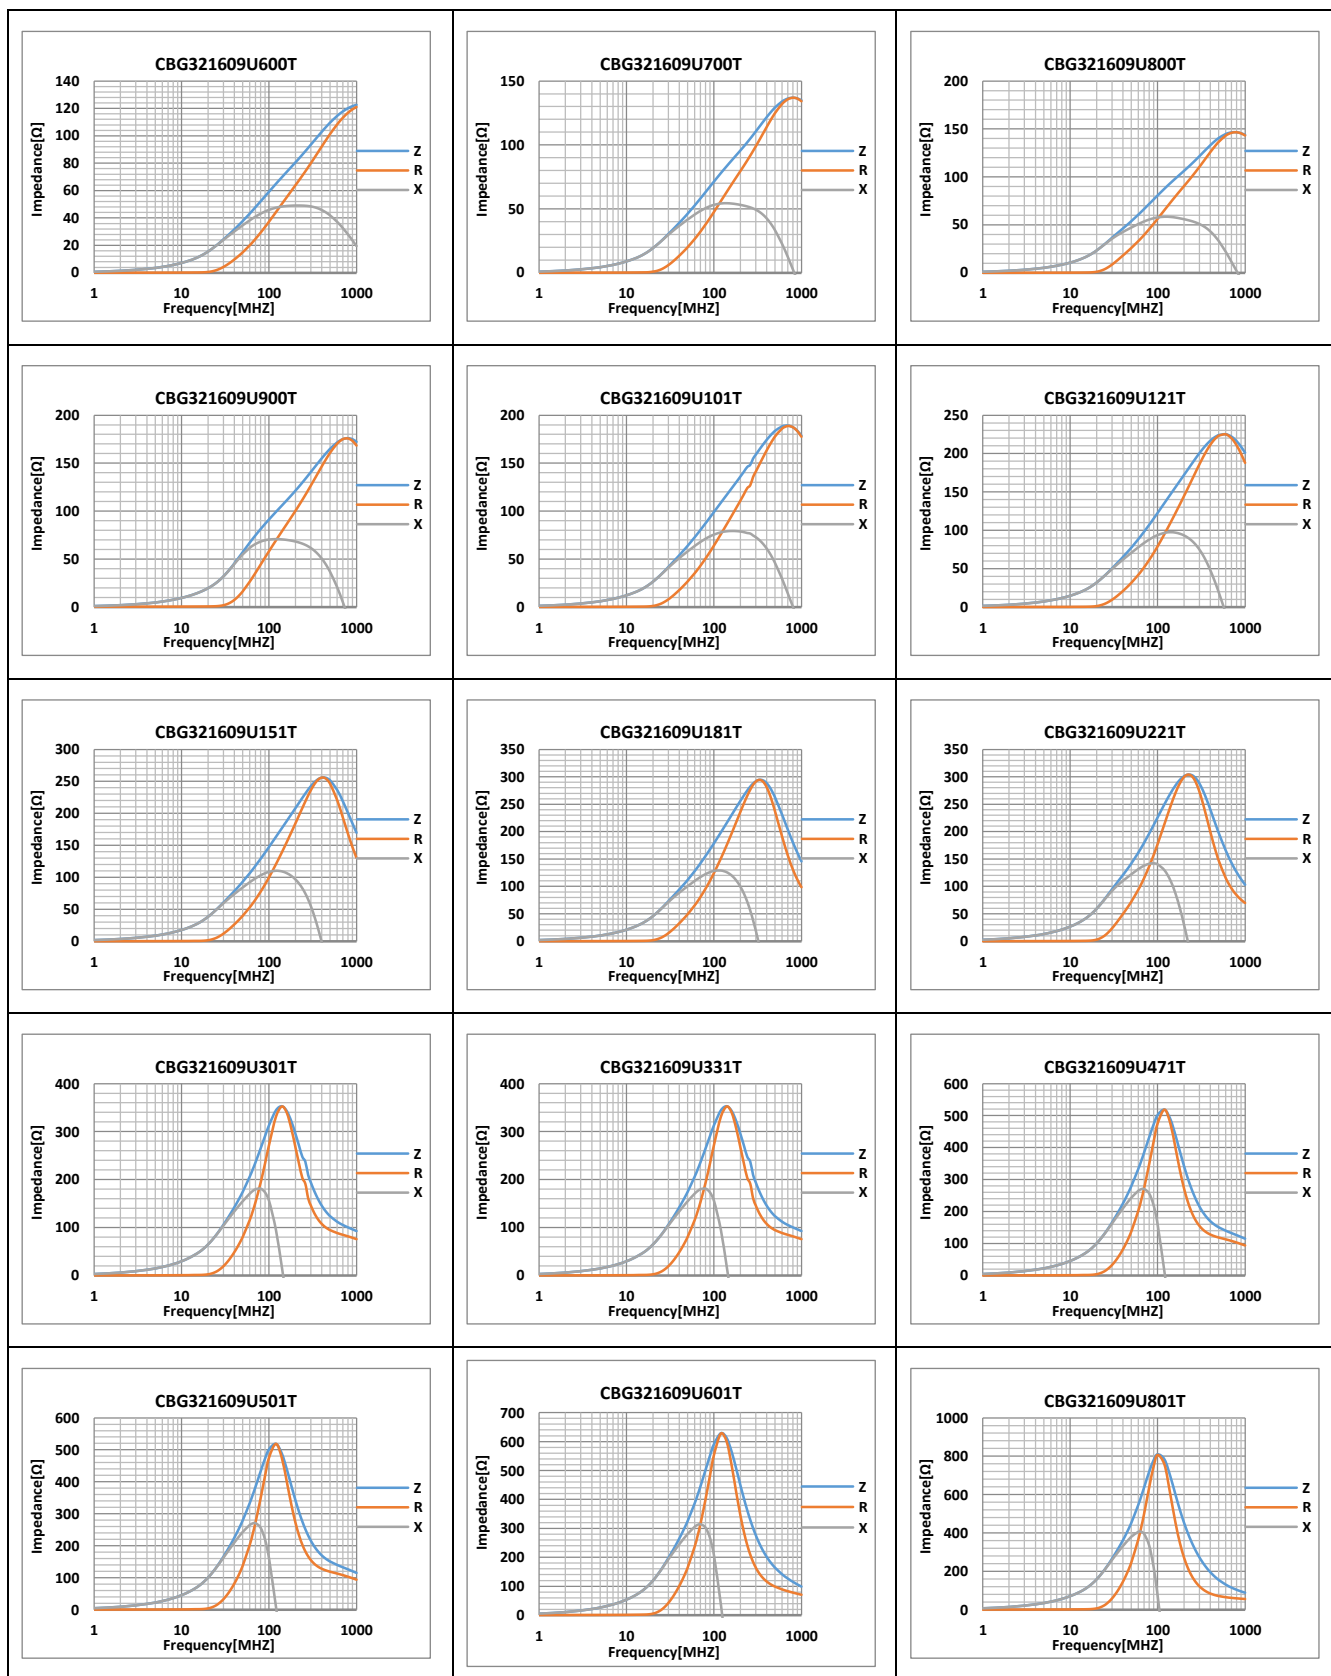 CBG321609U600T
Impedance[Ω]
140
120
100
80
60
40
20
0
1 10 100 1000
Frequency[MHZ]
Z
R
X
CBG321609U700T
Impedance[Ω]
150
100
50
0
1 10 100 1000
Frequency[MHZ]
Z
R
X
CBG321609U800T
Impedance[Ω]
200
150
100
50
0
1 10 100 1000
Frequency[MHZ]
Z
R
X
CBG321609U900T
Impedance[Ω]
200
150
100
50
0
1 10 100 1000
Frequency[MHZ]
Z
R
X
CBG321609U101T
Impedance[Ω]
200
150
100
50
0
1 10 100 1000
Frequency[MHZ]
Z
R
X
CBG321609U121T
Impedance[Ω]
250
200
150
100
50
0
1 10 100 1000
Frequency[MHZ]
Z
R
X
CBG321609U151T
Impedance[Ω]
300
250
200
150
100
50
0
1 10 100 1000
Frequency[MHZ]
Z
R
X
CBG321609U181T
Impedance[Ω]
350
300
250
200
150
100
50
0
1 10 100 1000
Frequency[MHZ]
Z
R
X
CBG321609U221T
Impedance[Ω]
350
300
250
200
150
100
50
0
1 10 100 1000
Frequency[MHZ]
Z
R
X
CBG321609U301T
Impedance[Ω]
400
300
200
100
0
1 10 100 1000
Frequency[MHZ]
Z
R
X
CBG321609U331T
Impedance[Ω]
400
300
200
100
0
1 10 100 1000
Frequency[MHZ]
Z
R
X
CBG321609U471T
Impedance[Ω]
600
500
400
300
200
100
0
1 10 100 1000
Frequency[MHZ]
Z
R
X
CBG321609U501T
Impedance[Ω]
600
500
400
300
200
100
0
1 10 100 1000
Frequency[MHZ]
Z
R
X
CBG321609U601T
Impedance[Ω]
700
600
500
400
300
200
100
0
1 10 100 1000
Frequency[MHZ]
Z
R
X
CBG321609U801T
Impedance[Ω]
1000
800
600
400
200
0
1 10 100 1000
Frequency[MHZ]
Z
R
X